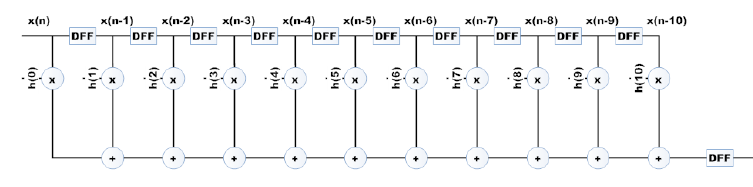 x(n) x(n-1) x(n-2) x(n-3) x(n-4) x(n-5) x(n-6) x(n-7) x(n-8) x(n-9) x(n-10)
DFF DFF DFF DFF DFF DFF DFF DFF DFF DFF
h(0) x h(1) x h(2) x h(3) x h(4) x h(5) x h(6) x h(7) x h(8) x h(9) x h(10) x
+ + + + + + + + + + DFF